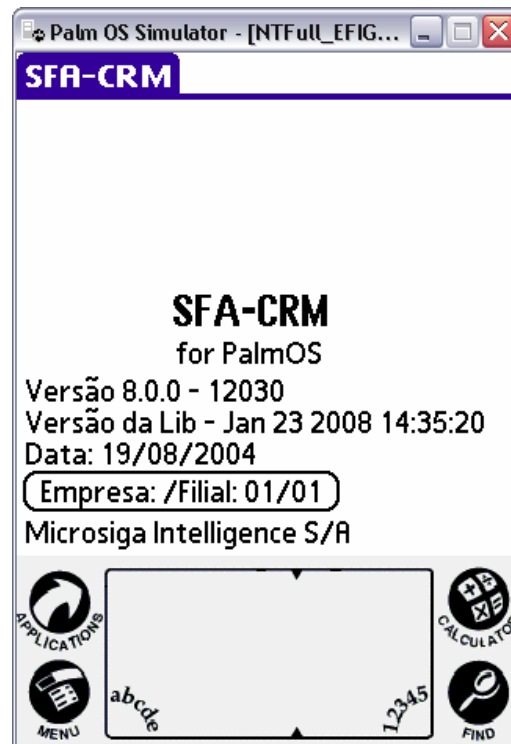 Palm OS Simulator - [NTFull_EFIG...
SFA-CRM
SFA-CRM
for PalmOS
Versão 8.0.0 - 12030
Versão da Lib - Jan 23 2008 14:35:20
Data: 19/08/2004
Empresa: /Filial: 01/01
Microsiga Intelligence S/A
APPLICATIONS
CALCULATOR
MENU
abcde
12345
FIND